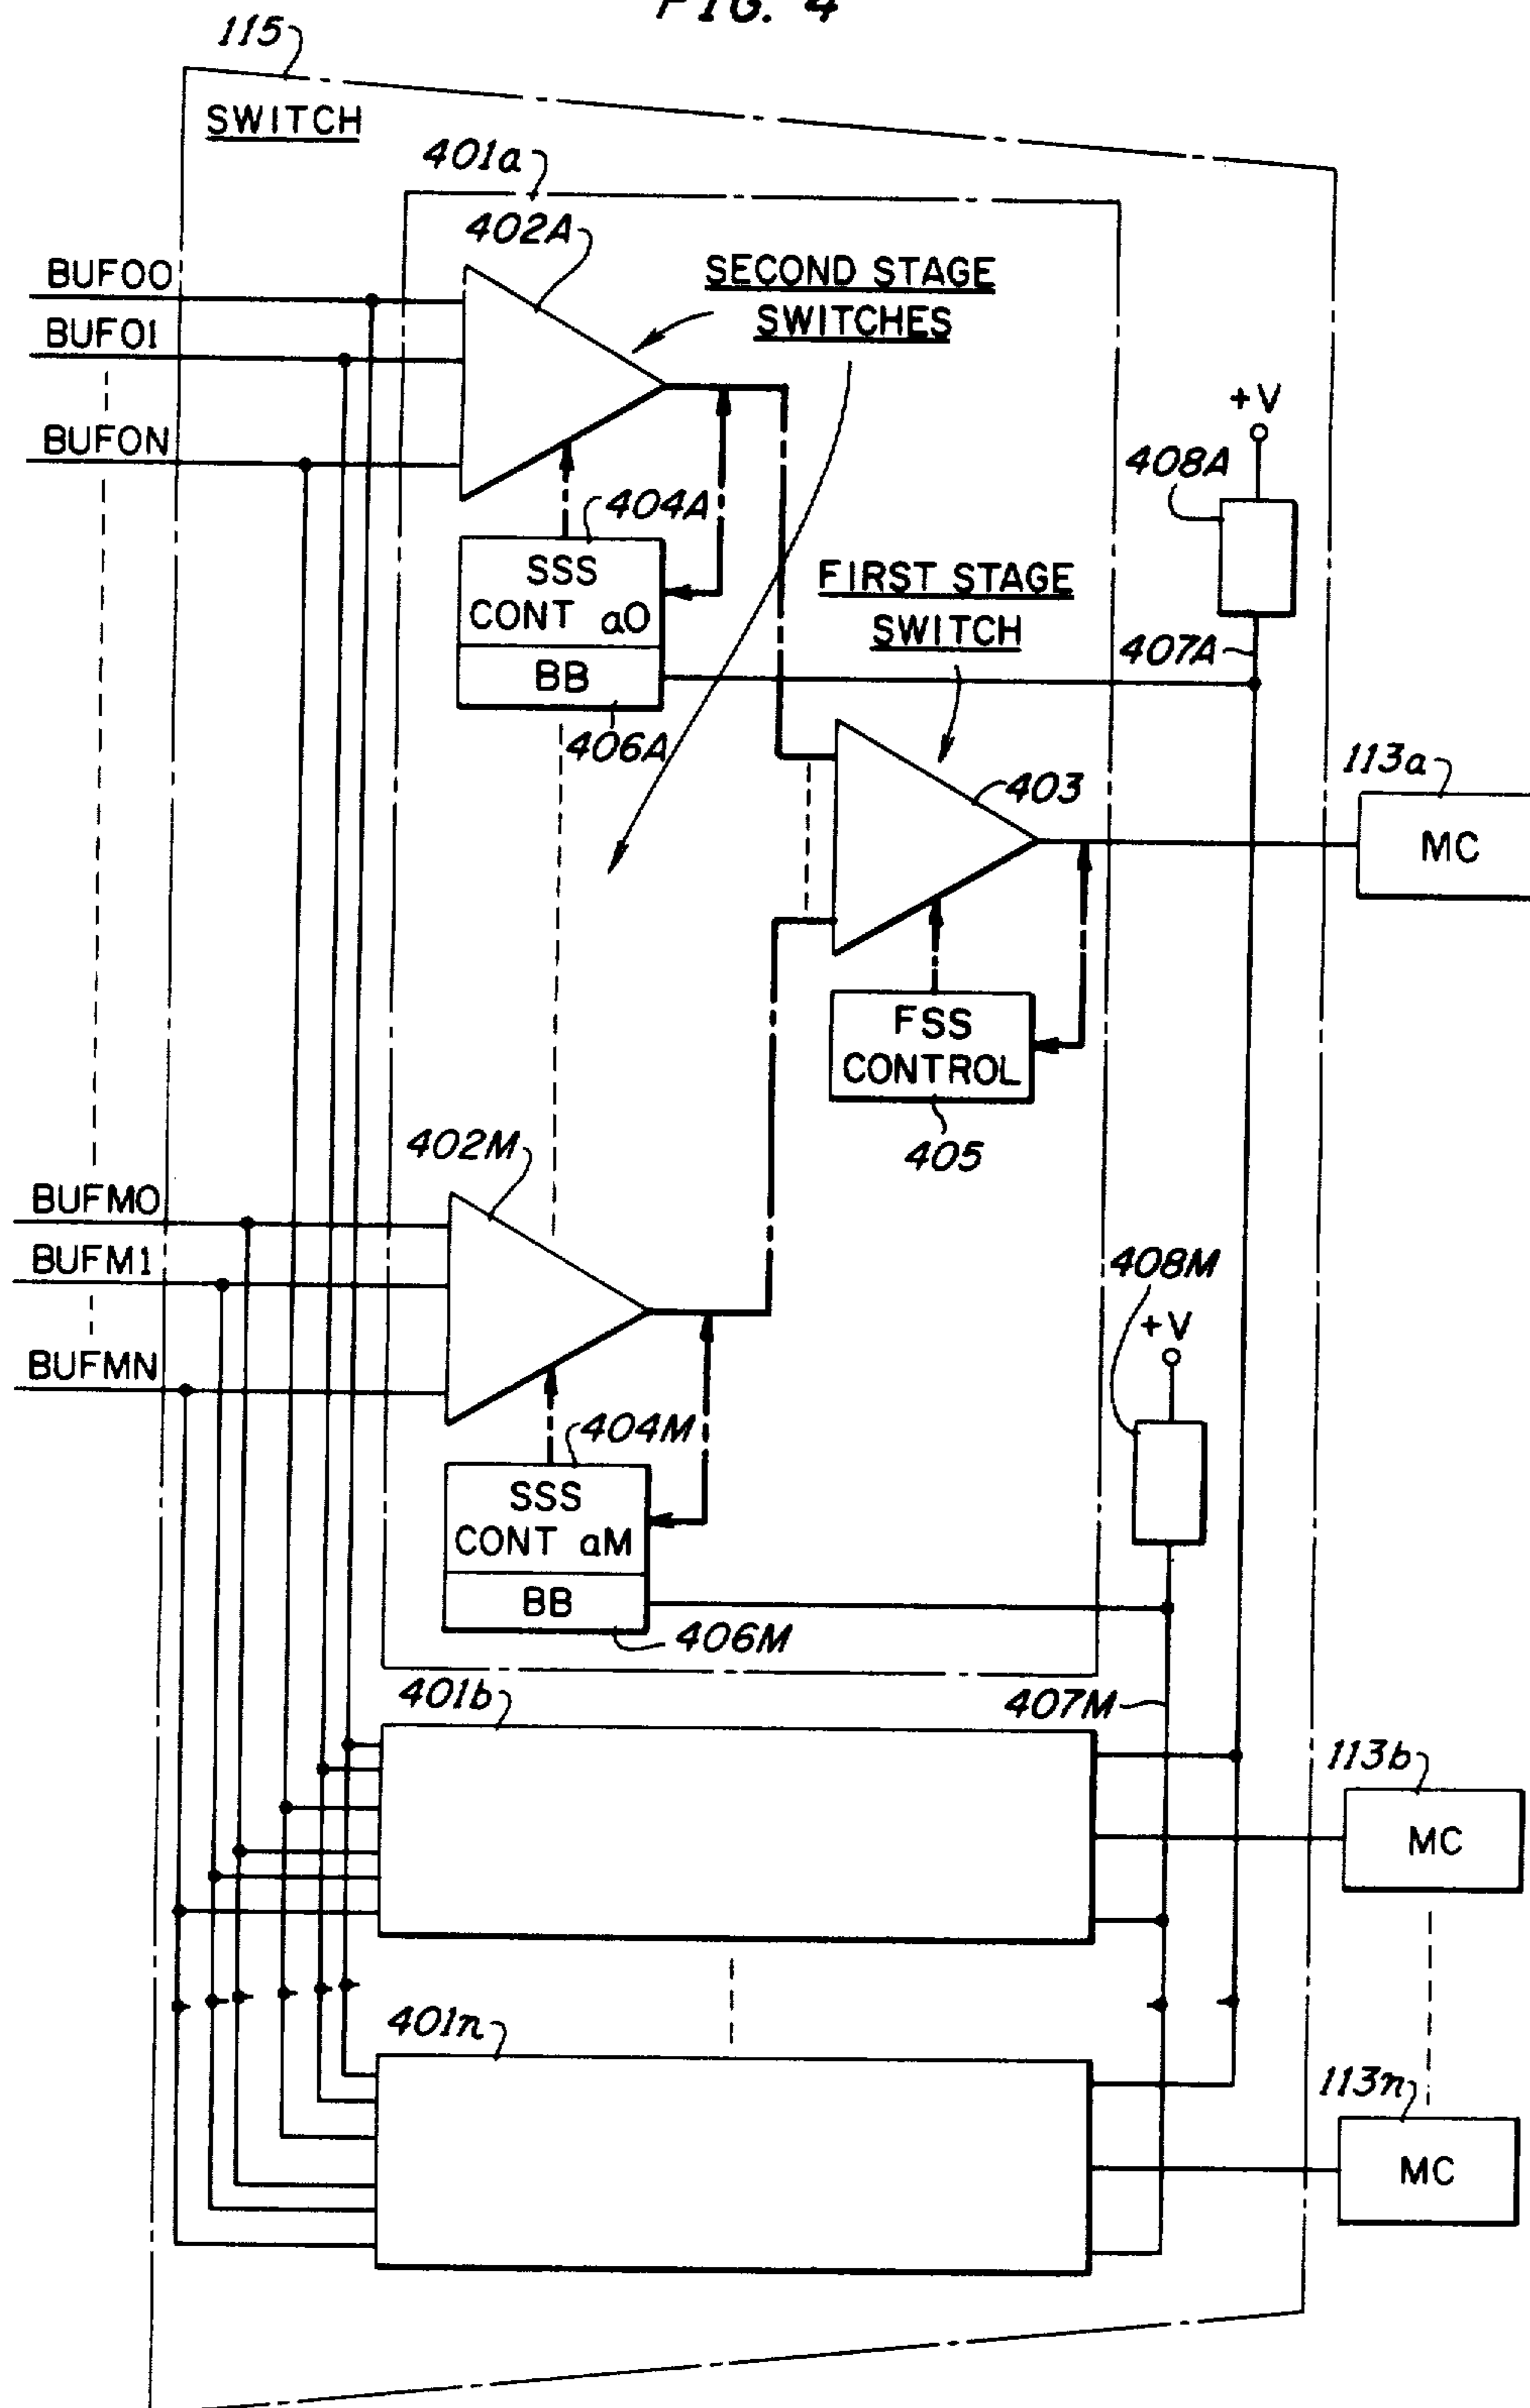 FIG. 4
115
SWITCH
401a
402A
SECOND STAGE
SWITCHES
BUF00
BUF01
BUF0N
+V
408A
404A
SSS
CONT a0
BB
406A
FIRST STAGE
SWITCH
407A
403
113a
MC
FSS
CONTROL
405
402M
BUFM0
BUFM1
BUFMN
408M
+V
404M
SSS
CONT aM
BB
406M
401b
407M
113b
MC
401n
113n
MC